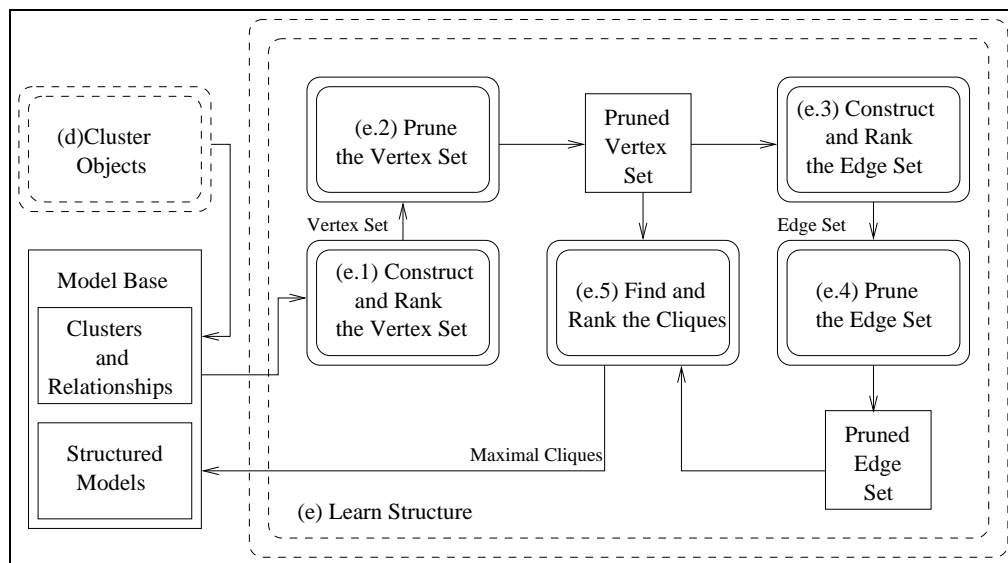 (d)Cluster
Objects
Model Base
Clusters
and
Relationships
Structured
Models
(e.2) Prune
the Vertex Set
Vertex Set
(e.1) Construct
and Rank
the Vertex Set
Pruned
Vertex
Set
(e.3) Construct
and Rank
the Edge Set
Edge Set
(e.5) Find and
Rank the Cliques
(e.4) Prune
the Edge Set
Pruned
Edge
Set
Maximal Cliques
(e) Learn Structure